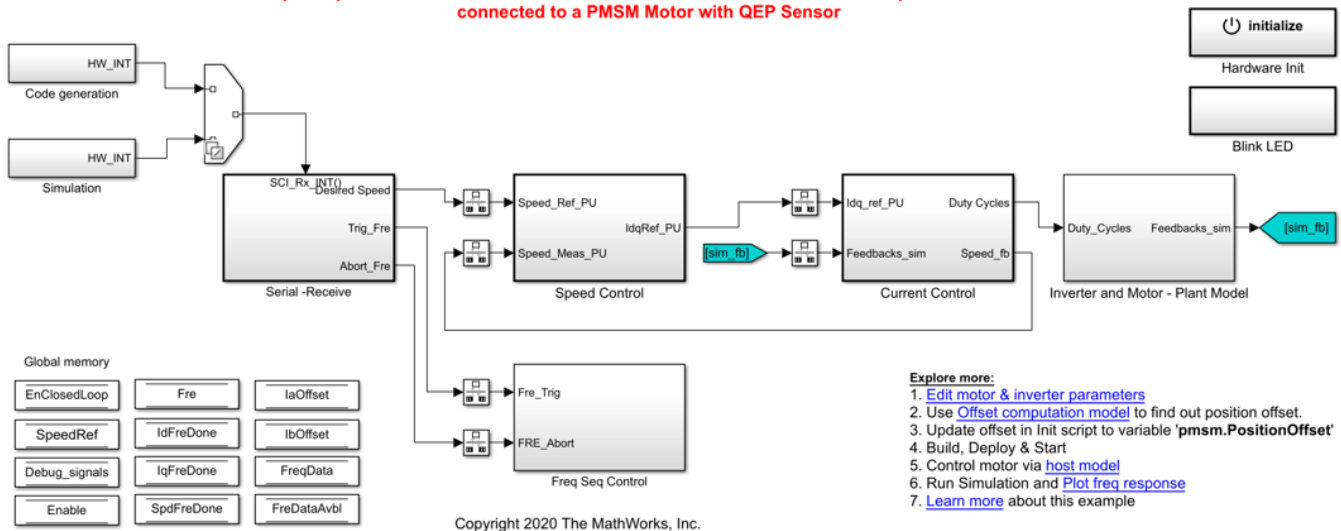 connected to a PMSM Motor with QEP Sensor
initialize
Hardware Init
Blink LED
HW_INT
Code generation
HW_INT
Simulation
SCI_Rx_INT()
Desired Speed
Trig_Fre
Abort_Fre
Serial -Receive
Speed_Ref_PU
IdqRef_PU
Speed_Meas_PU
Speed Control
[sim_fb]
Idq_ref_PU
Duty Cycles
Feedbacks_sim
Speed_fb
Current Control
Duty_Cycles
Feedbacks_sim
Inverter and Motor - Plant Model
[sim_fb]
Fre_Trig
FRE_Abort
Freq Seq Control
Global memory
EnClosedLoop
Fre
IaOffset
SpeedRef
IdFreDone
IbOffset
Debug_signals
IqFreDone
FreqData
Enable
SpdFreDone
FreDataAvbl
Explore more:
1. Edit motor & inverter parameters
2. Use Offset computation model to find out position offset.
3. Update offset in Init script to variable 'pmsm.PositionOffset'
4. Build, Deploy & Start
5. Control motor via host model
6. Run Simulation and Plot freq response
7. Learn more about this example
Copyright 2020 The MathWorks, Inc.